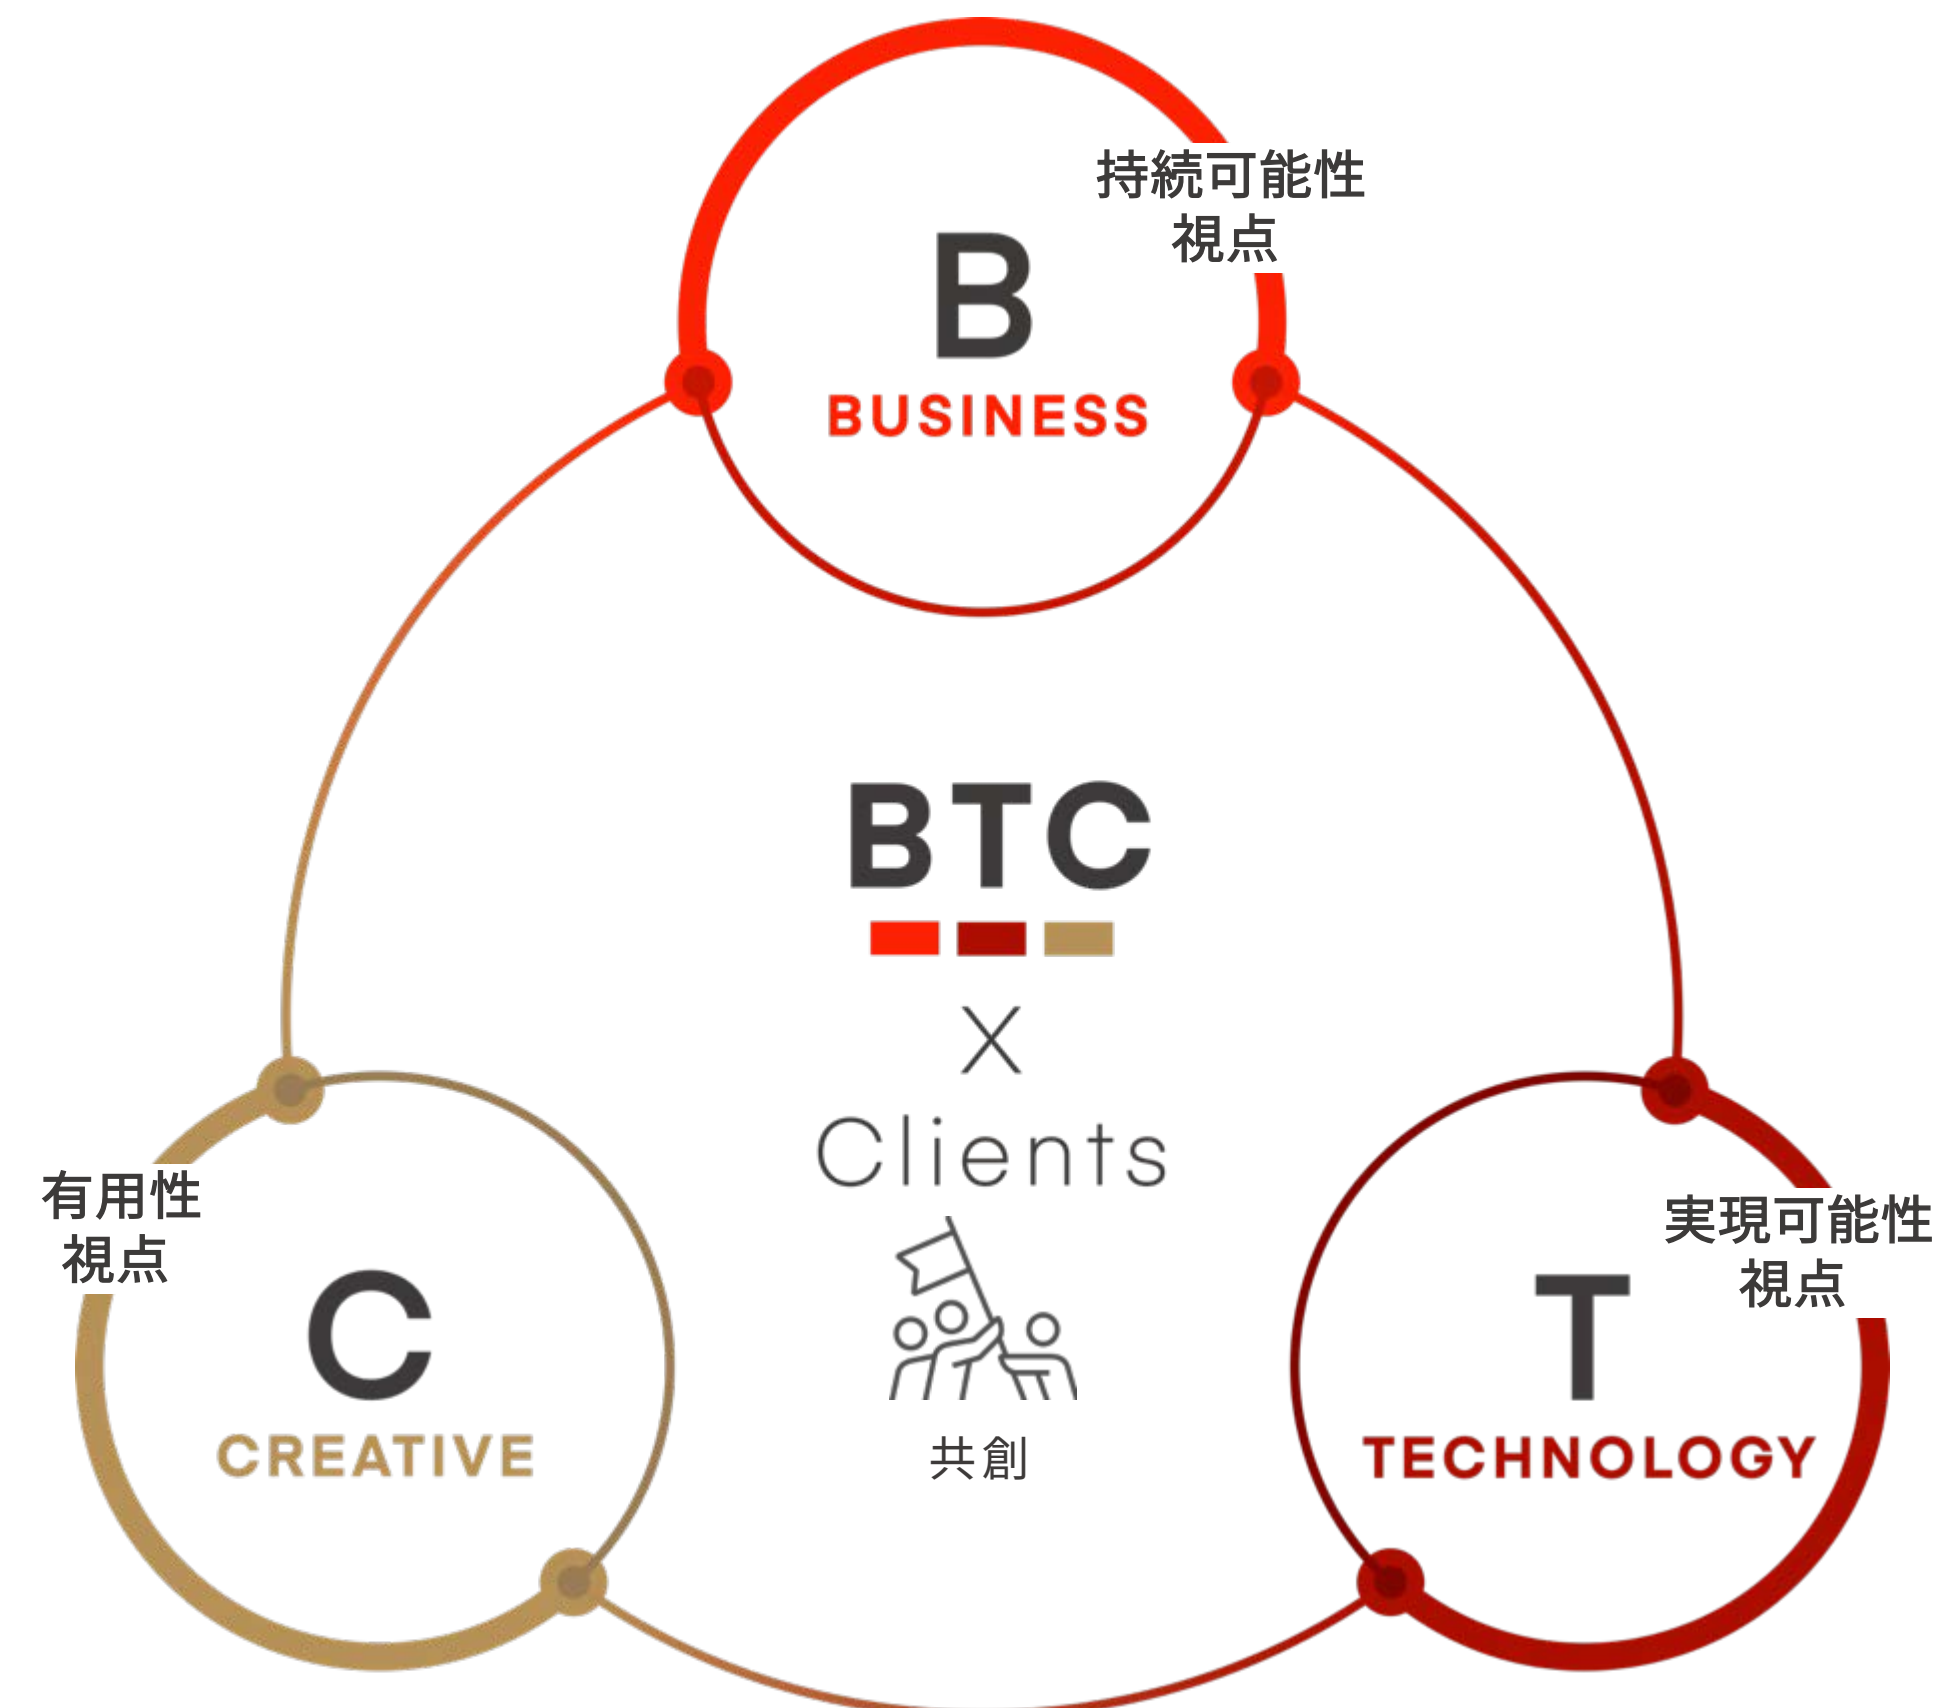 持続可能性
視点
B
BUSINESS
BTC
X
Clients
共創
有用性
視点
C
CREATIVE
実現可能性
視点
T
TECHNOLOGY